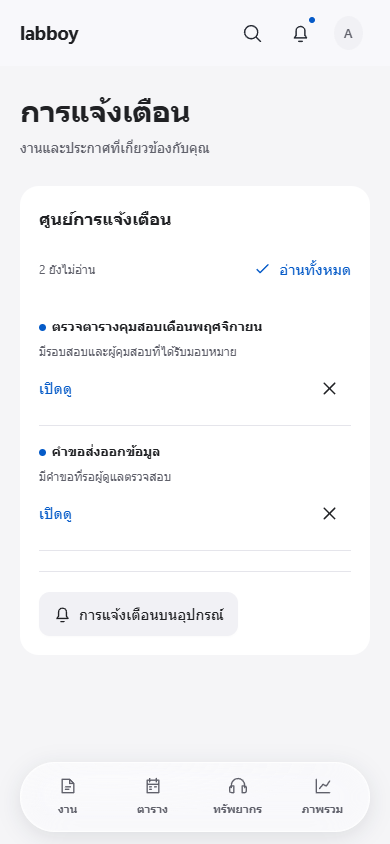 labboy
A
การแจ้งเตือน
งานและประกาศที่เกี่ยวข้องกับคุณ
ศูนย์การแจ้งเตือน
2 ยังไม่อ่าน
อ่านทั้งหมด
ตรวจตารางคุมสอบเดือนพฤศจิกายน
มีรอบสอบและผู้คุมสอบที่ได้รับมอบหมาย
เปิดดู
คำขอส่งออกข้อมูล
มีคำขอที่รอผู้ดูแลตรวจสอบ
เปิดดู
การแจ้งเตือนบนอุปกรณ์
งาน
ตาราง
ทรัพยากร
ภาพรวม